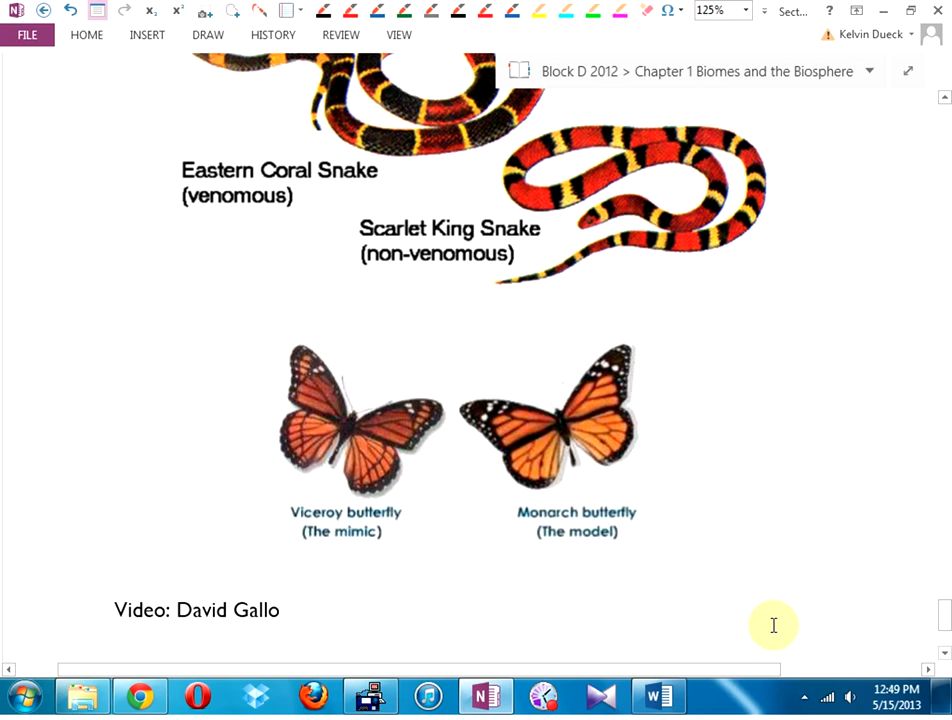 125%
Sect...
?
FILE
HOME
INSERT
DRAW
HISTORY
REVIEW
VIEW
Kelvin Dueck
Block D 2012 > Chapter 1 Biomes and the Biosphere
Eastern Coral Snake
(venomous)
Scarlet King Snake
(non-venomous)
Viceroy butterfly
(The mimic)
Monarch butterfly
(The model)
Video: David Gallo
12:49 PM
5/15/2013